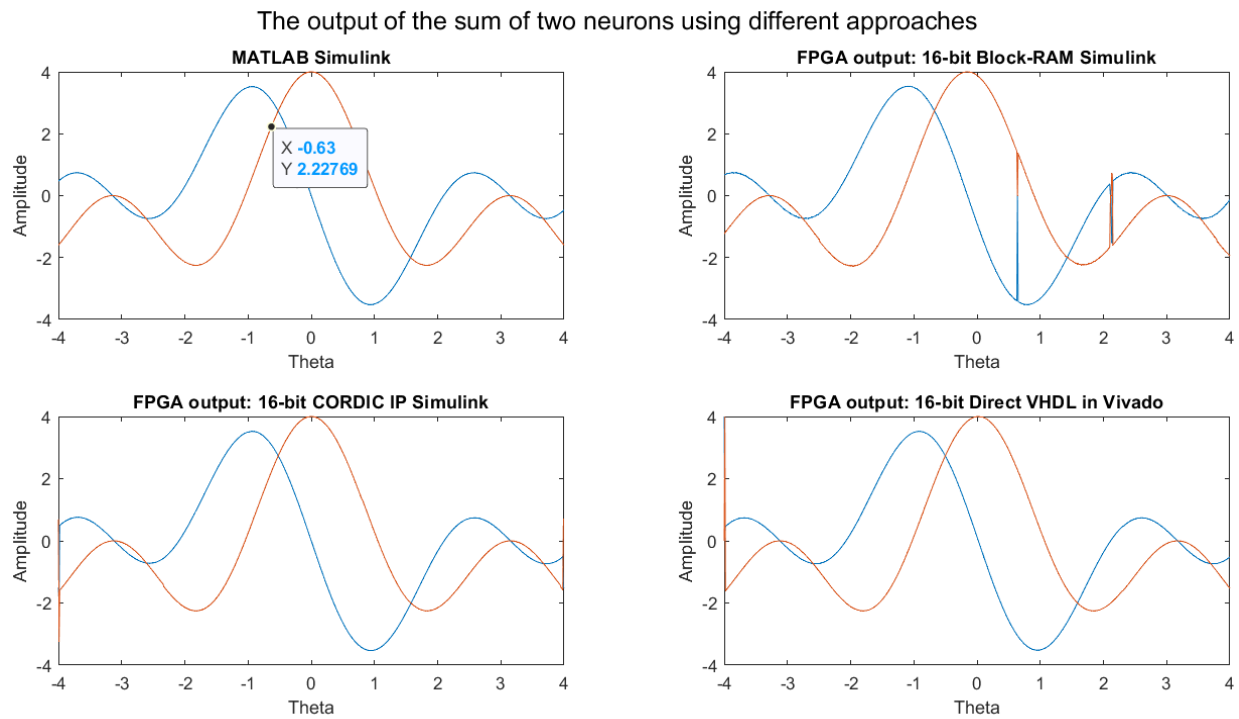 The output of the sum of two neurons using different approaches
MATLAB Simulink
4
2
0
-2
-4
Amplitude
X -0.63
Y 2.22769
-4 -3 -2 -1 0 1 2 3 4
Theta
FPGA output: 16-bit Block-RAM Simulink
4
2
0
-2
-4
Amplitude
-4 -3 -2 -1 0 1 2 3 4
Theta
FPGA output: 16-bit CORDIC IP Simulink
4
2
0
-2
-4
Amplitude
-4 -3 -2 -1 0 1 2 3 4
Theta
FPGA output: 16-bit Direct VHDL in Vivado
4
2
0
-2
-4
Amplitude
-4 -3 -2 -1 0 1 2 3 4
Theta